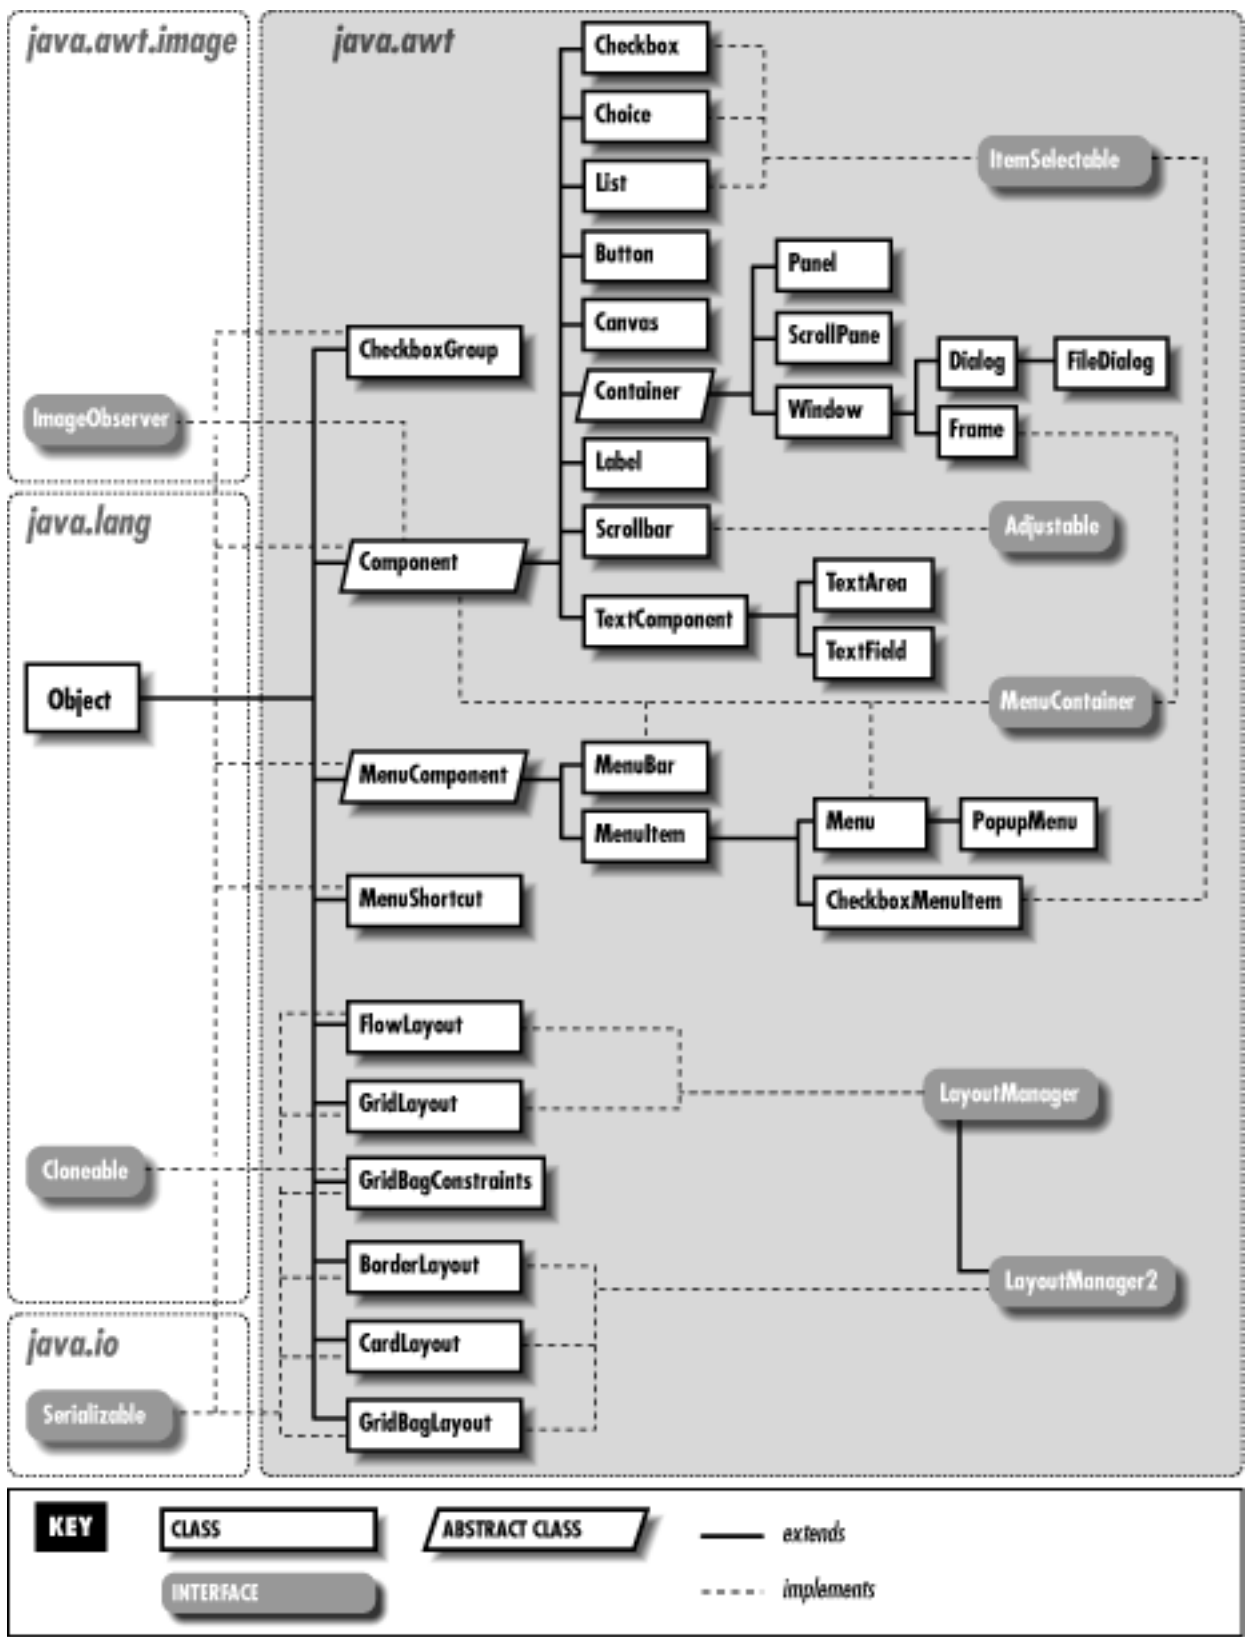 java.awt.image
java.awt
Checkbox
Choice
ItemSelectable
List
Button
Panel
Canvas
ScrollPane
CheckboxGroup
Dialog
FileDialog
Container
Window
ImageObserver
Frame
Label
java.lang
Scrollbar
Adjustable
Component
TextArea
TextComponent
TextField
Object
MenuContainer
MenuComponent
MenuBar
MenuItem
Menu
PopupMenu
MenuShortcut
CheckboxMenuItem
FlowLayout
GridLayout
LayoutManager
Cloneable
GridBagConstraints
BorderLayout
LayoutManager2
java.io
CardLayout
Serializable
GridBagLayout
KEY
CLASS
ABSTRACT CLASS
extends
INTERFACE
implements